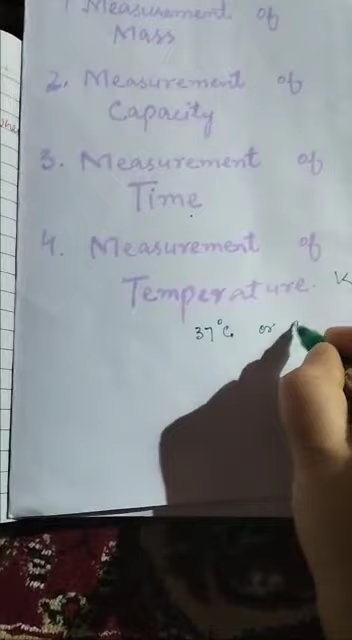 1 Measurement of
Mass
2. Measurement of
Capacity
3. Measurement of
Time
4. Measurement of
Temperature. K
37°C or